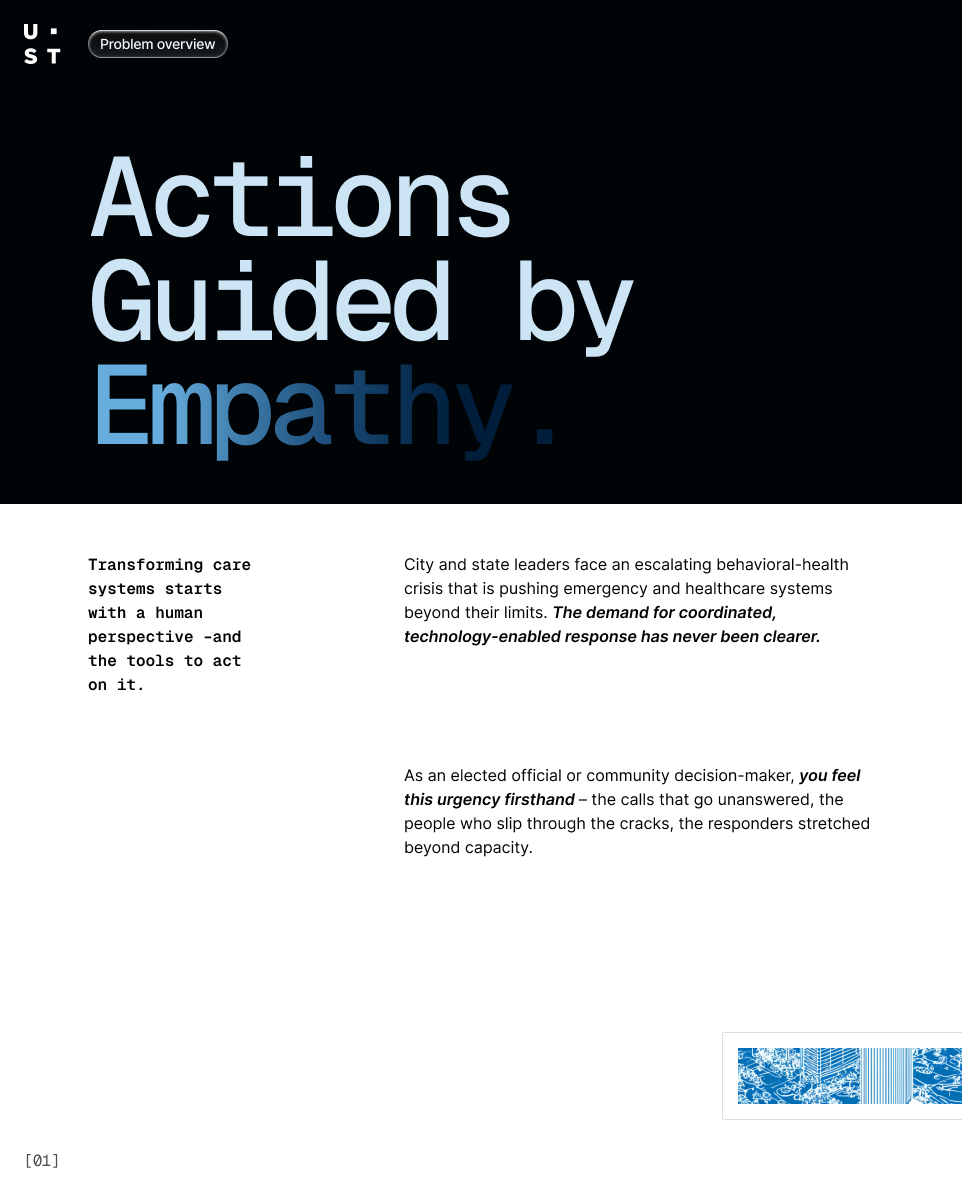 U ·
ST
Problem overview
Actions
Guided by
Empathy.
Transforming care
systems starts
with a human
perspective –and
the tools to act
on it.
City and state leaders face an escalating behavioral-health
crisis that is pushing emergency and healthcare systems
beyond their limits. The demand for coordinated,
technology-enabled response has never been clearer.
As an elected official or community decision-maker, you feel
this urgency firsthand – the calls that go unanswered, the
people who slip through the cracks, the responders stretched
beyond capacity.
[01]